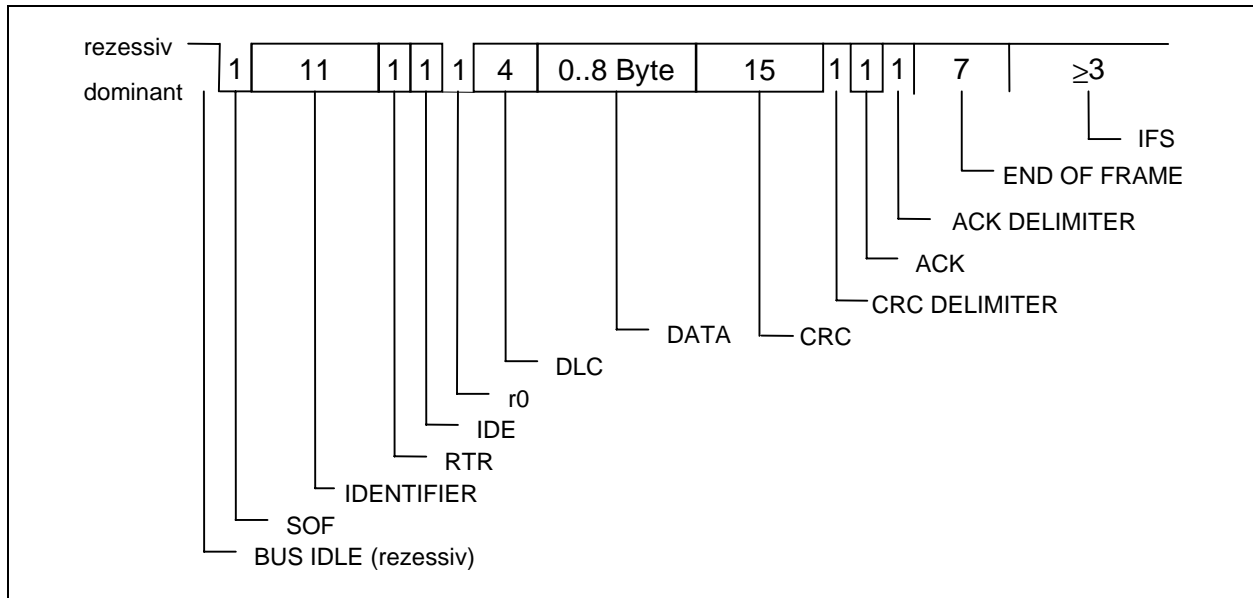 rezessiv
1 11 1 1 1 4 0..8 Byte 15 1 1 1 7 ≥3
dominant
IFS
END OF FRAME
ACK DELIMITER
ACK
CRC DELIMITER
DATA CRC
DLC
r0
IDE
RTR
IDENTIFIER
SOF
BUS IDLE (rezessiv)